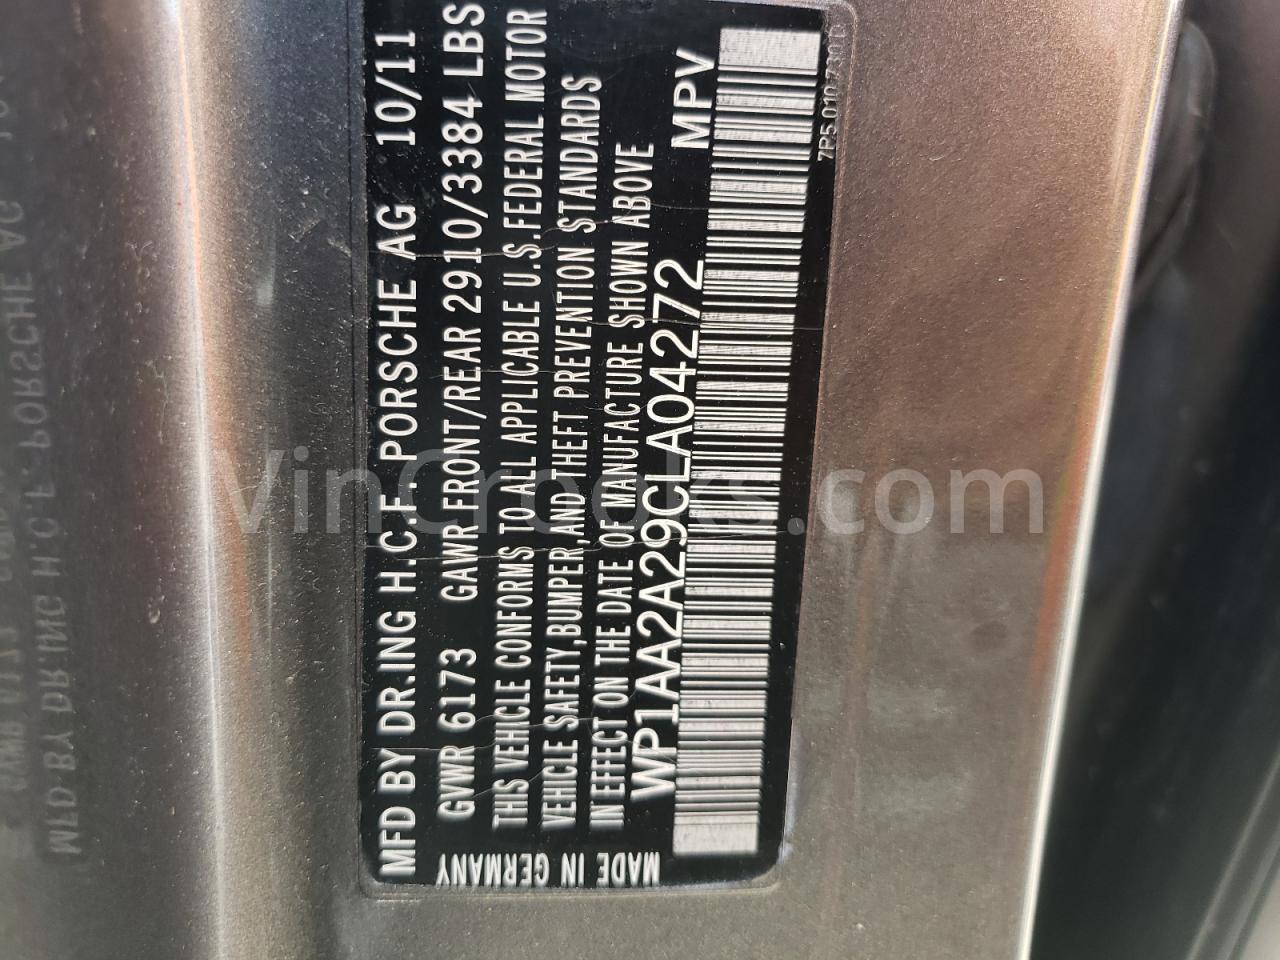 MFD BY DR.ING H.C.F. PORSCHE AG 10/11
GVWR 6173 GAWR FRONT/REAR 2910/3384 LBS
THIS VEHICLE CONFORMS TO ALL APPLICABLE U.S.FEDERAL MOTOR
VEHICLE SAFETY,BUMPER,AND THEFT PREVENTION STANDARDS
IN EFFECT ON THE DATE OF MANUFACTURE SHOWN ABOVE
WP1AA2A29CLA04272 MPV
MADE IN GERMANY
VinCrooks.com